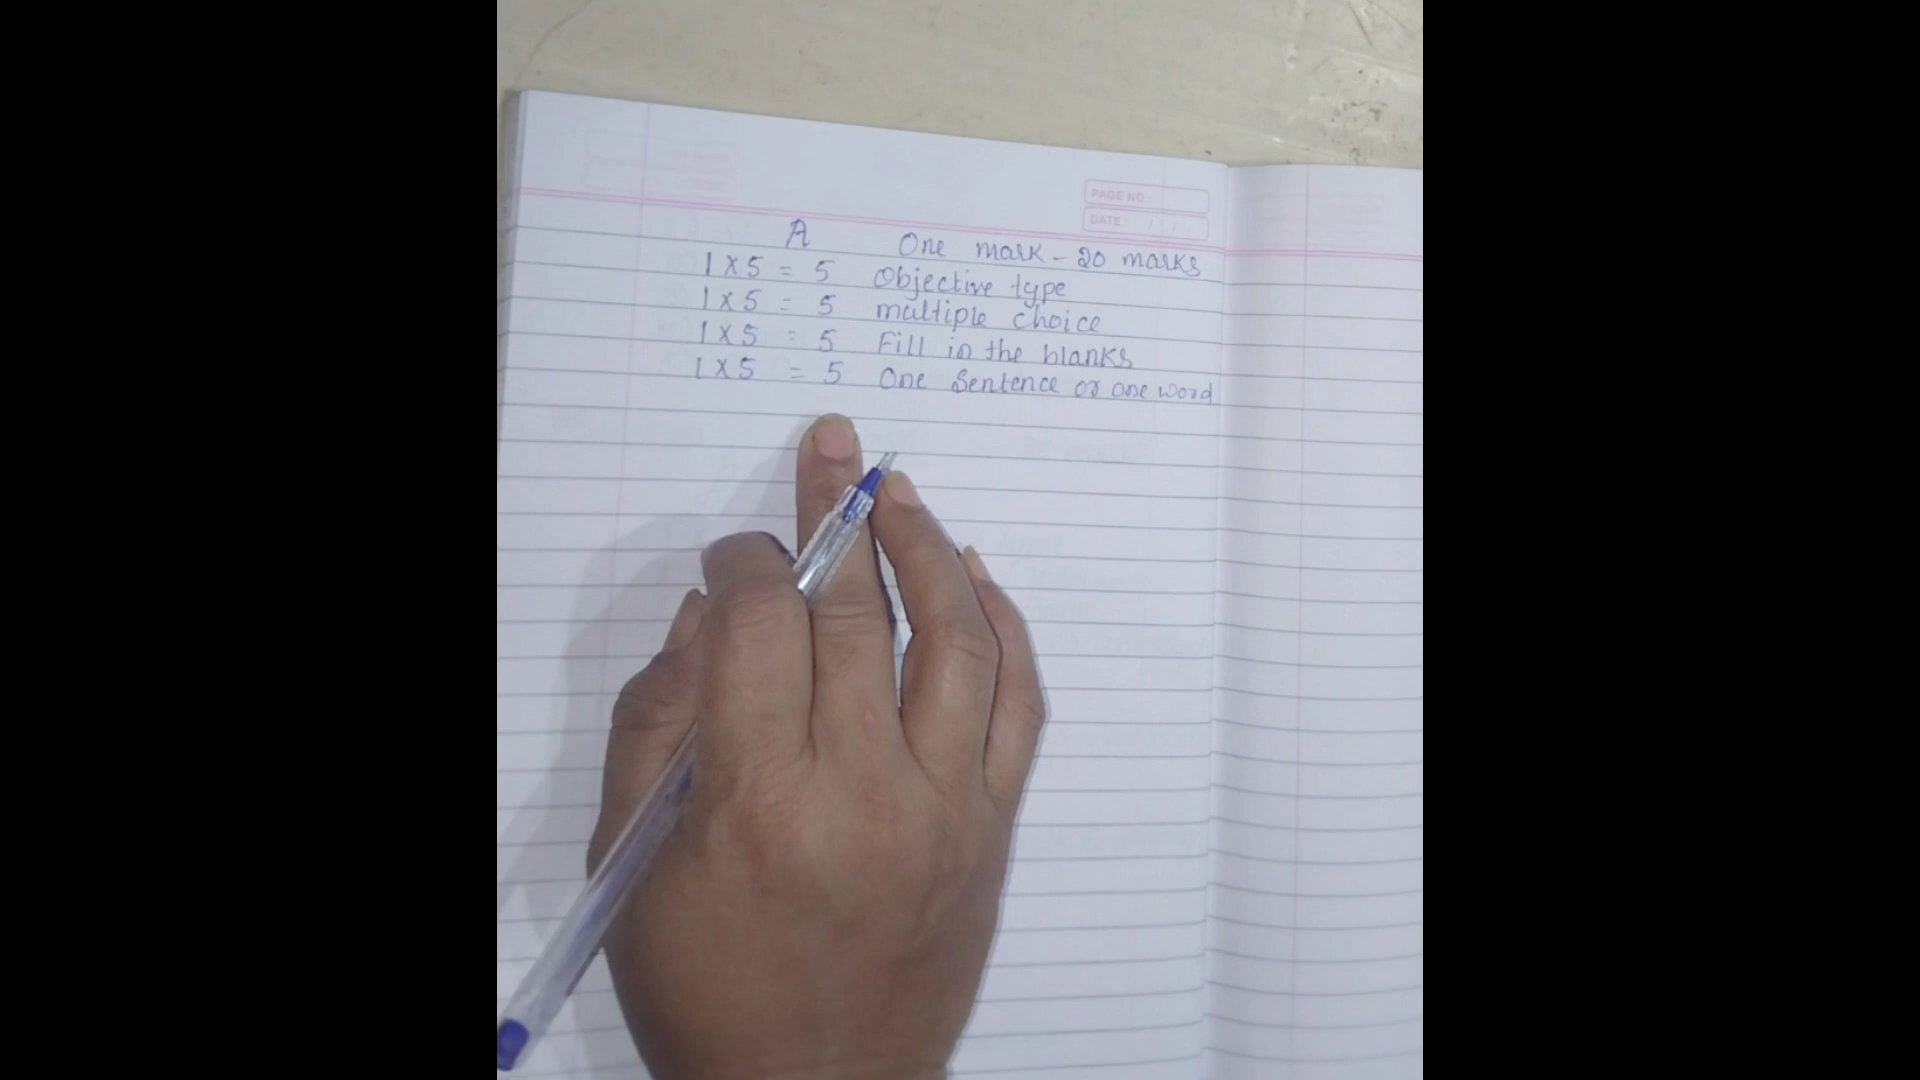 PAGE NO :
DATE : / /
A One mark - 20 marks
1 x 5 = 5 Objective type
1 x 5 = 5 multiple choice
1 x 5 = 5 Fill in the blanks
1 x 5 = 5 One Sentence or one word